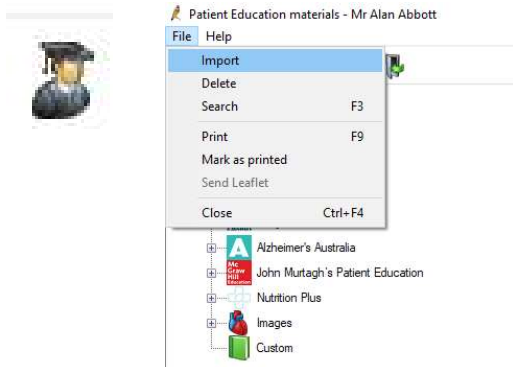 Patient Education materials - Mr Alan Abbott
File Help
Import
Delete
Search F3
Print F9
Mark as printed
Send Leaflet
Close Ctrl+F4
A Alzheimer's Australia
Mc Graw Hill Education John Murtagh's Patient Education
Nutrition Plus
Images
Custom